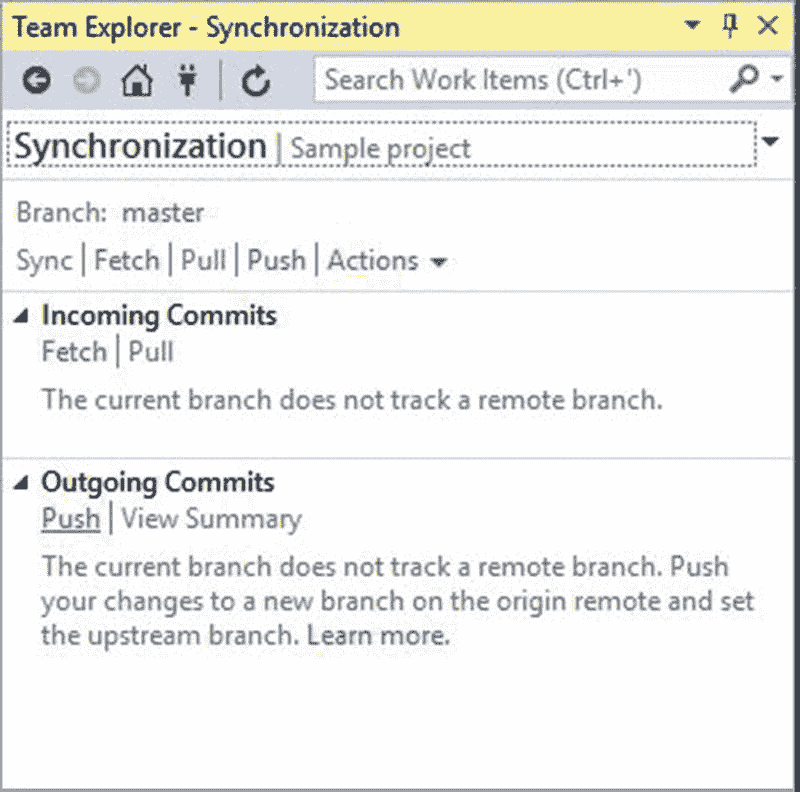 Team Explorer - Synchronization
Search Work Items (Ctrl+')
Synchronization | Sample project
Branch: master
Sync | Fetch | Pull | Push | Actions
Incoming Commits
Fetch | Pull
The current branch does not track a remote branch.
Outgoing Commits
Push | View Summary
The current branch does not track a remote branch. Push
your changes to a new branch on the origin remote and set
the upstream branch. Learn more.